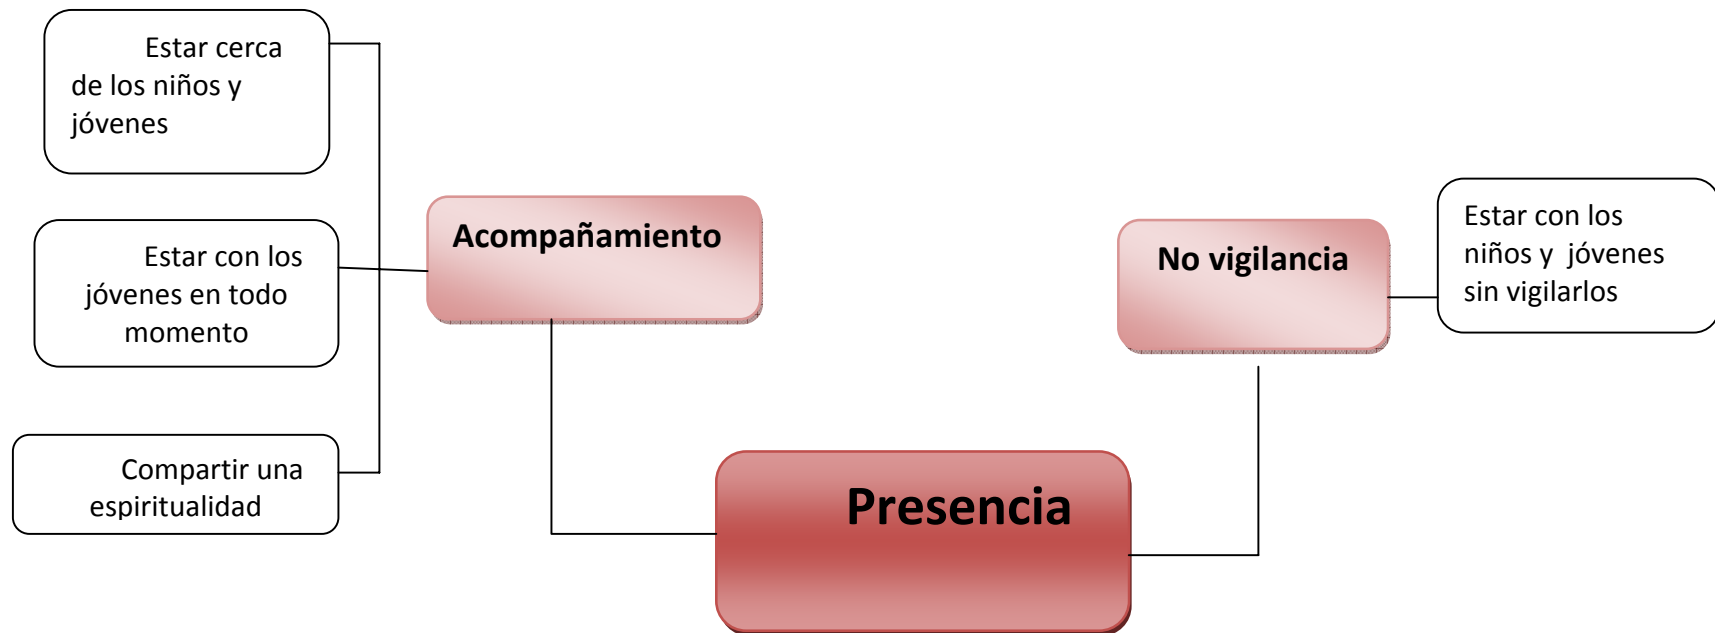 Estar cerca
de los niños y
jóvenes
Estar con los
jóvenes en todo
momento
Compartir una
espiritualidad
Acompañamiento
Presencia
No vigilancia
Estar con los
niños y jóvenes
sin vigilarlos